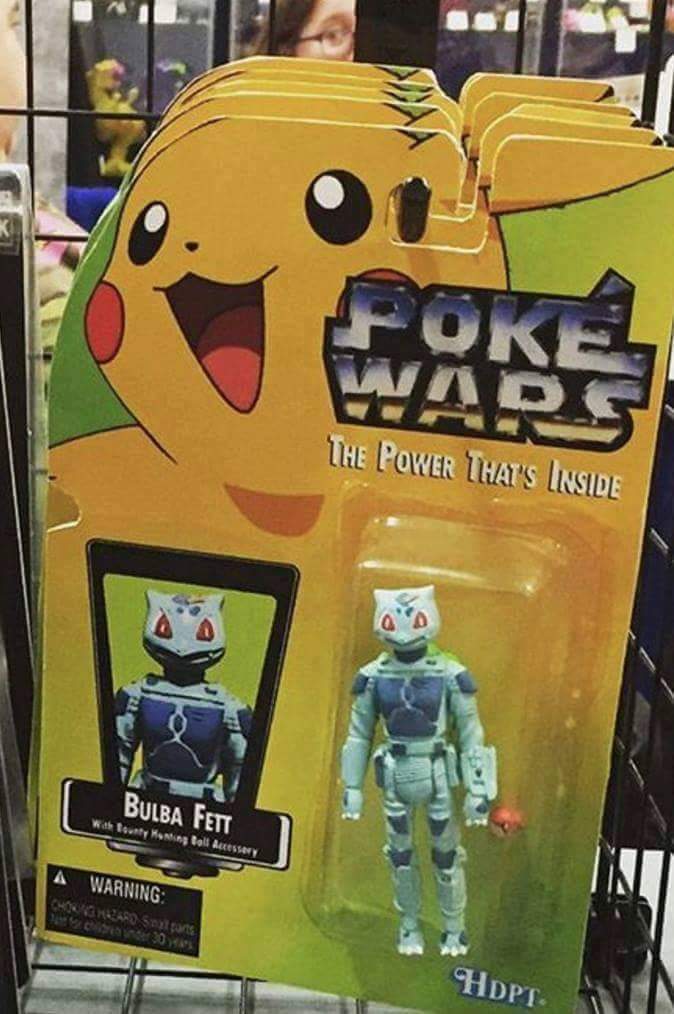 POKÉ
WARS
THE POWER THAT'S INSIDE
BULBA FETT
With Bounty Hunting Ball Accessory
WARNING:
CHOKING HAZARD-Small parts
Not for children under 30 years
HDPT.
K